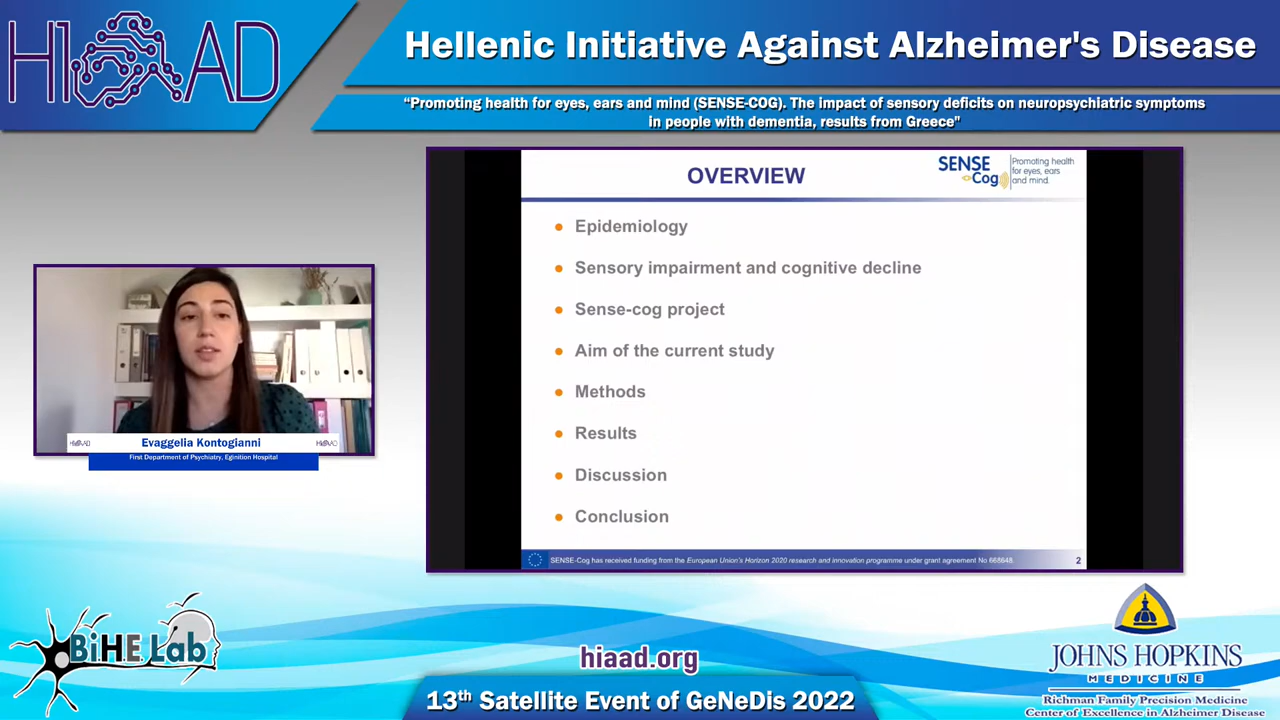 HIAAD
Hellenic Initiative Against Alzheimer's Disease
“Promoting health for eyes, ears and mind (SENSE-COG). The impact of sensory deficits on neuropsychiatric symptoms
in people with dementia, results from Greece”
OVERVIEW
SENSE
Cog
Promoting health
for eyes, ears
and mind.
• Epidemiology
• Sensory impairment and cognitive decline
• Sense-cog project
• Aim of the current study
• Methods
• Results
• Discussion
• Conclusion
SENSE-Cog has received funding from the European Union's Horizon 2020 research and innovation programme under grant agreement No 668648.
2
HIAAD
Evaggelia Kontogianni
HIAAD
First Department of Psychiatry, Eginition Hospital
BiHE Lab
hiaad.org
13th Satellite Event of GeNeDis 2022
JOHNS HOPKINS
MEDICINE
Richman Family Precision Medicine
Center of Excellence in Alzheimer Disease